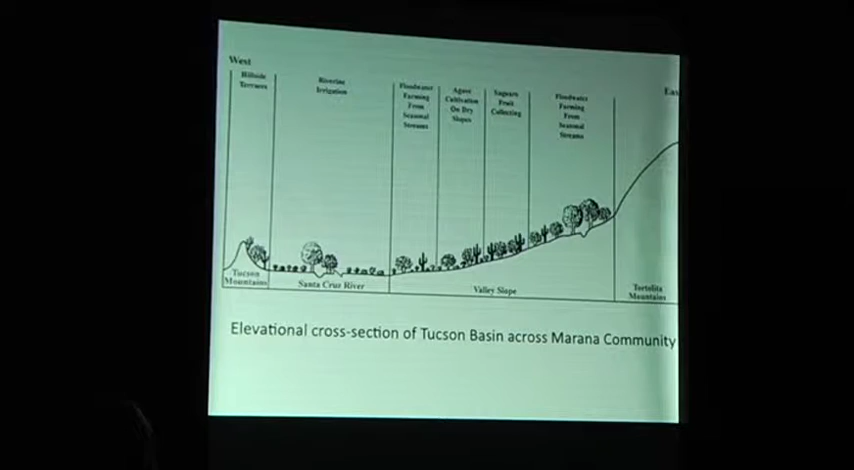 West
Hillside
Terraces
Riverine
Irrigation
Floodwater
Farming
From
Seasonal
Streams
Agave
Cultivation
On Dry
Slopes
Saguaro
Fruit
Collecting
Floodwater
Farming
From
Seasonal
Streams
Eas
Tucson
Mountains
Santa Cruz River
Valley Slope
Tortolita
Mountains
Elevational cross-section of Tucson Basin across Marana Community